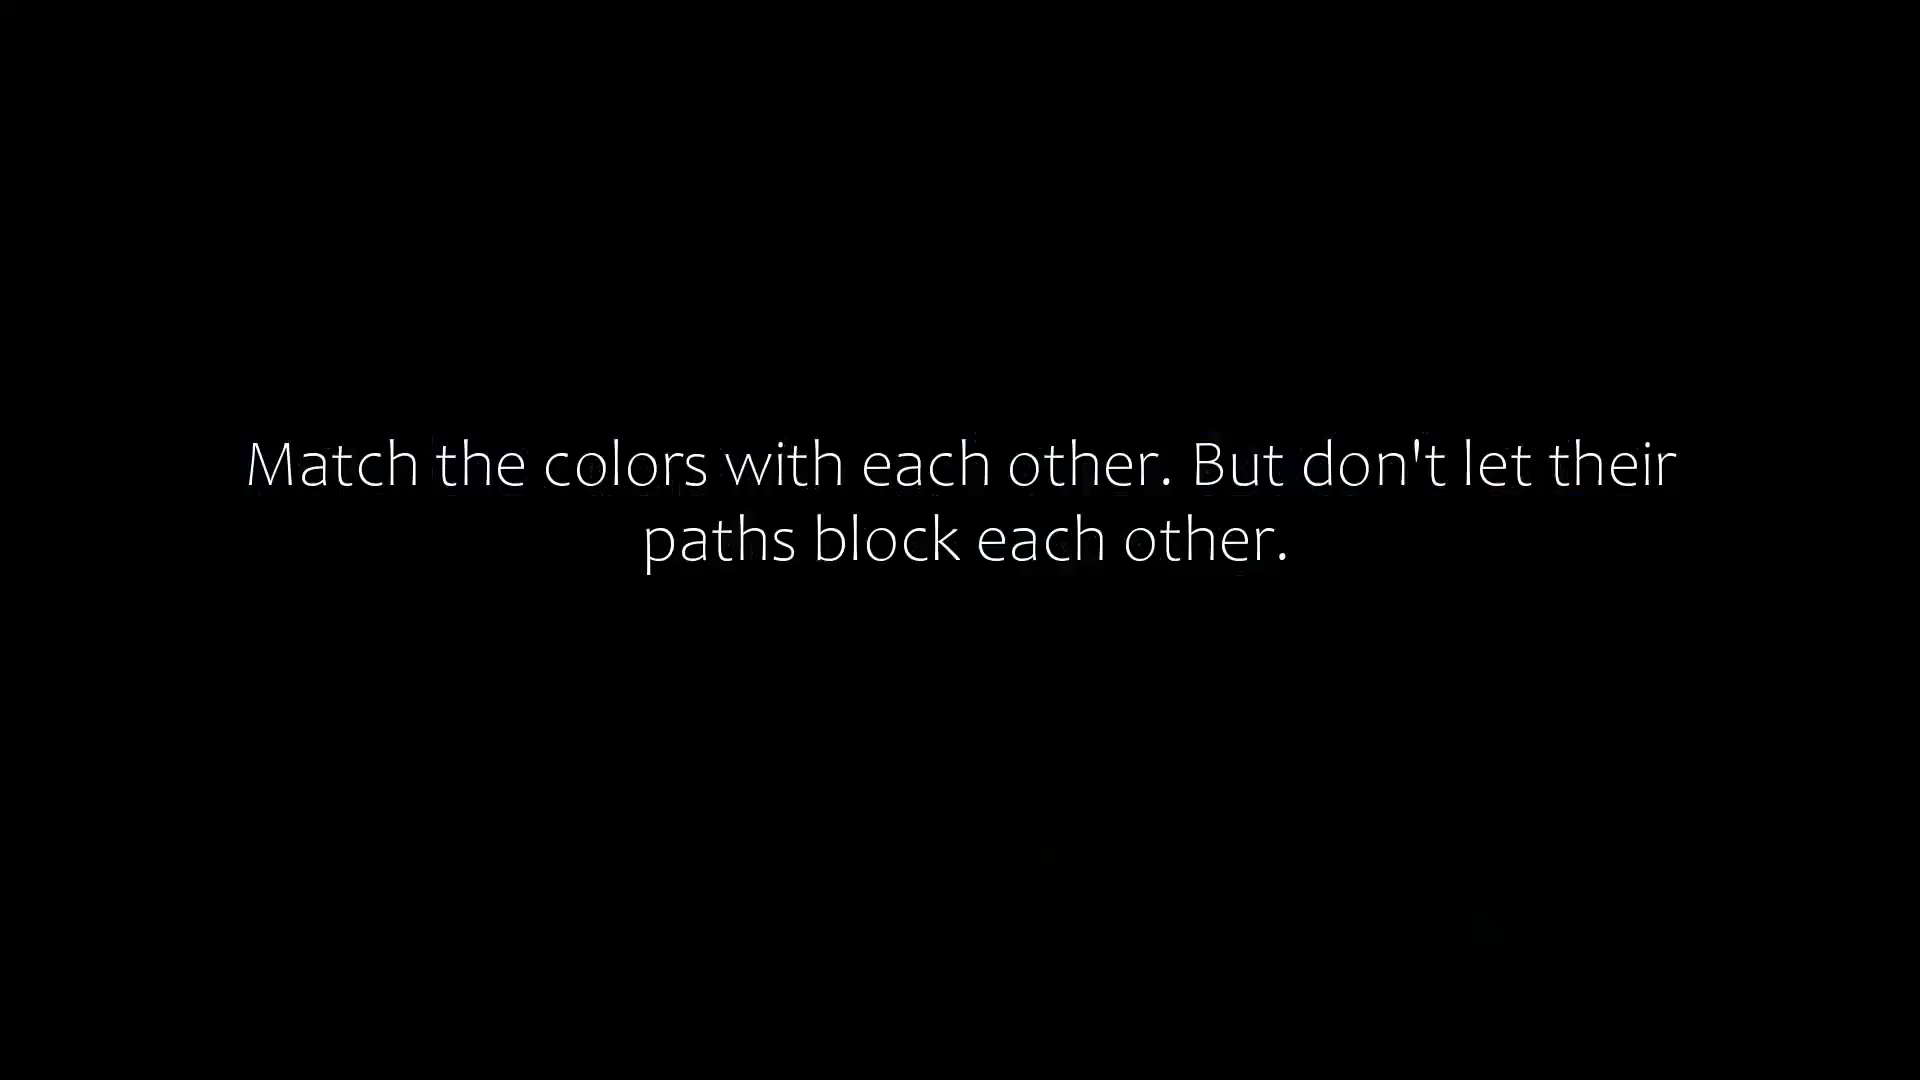 Match the colors with each other. But don't let their
paths block each other.